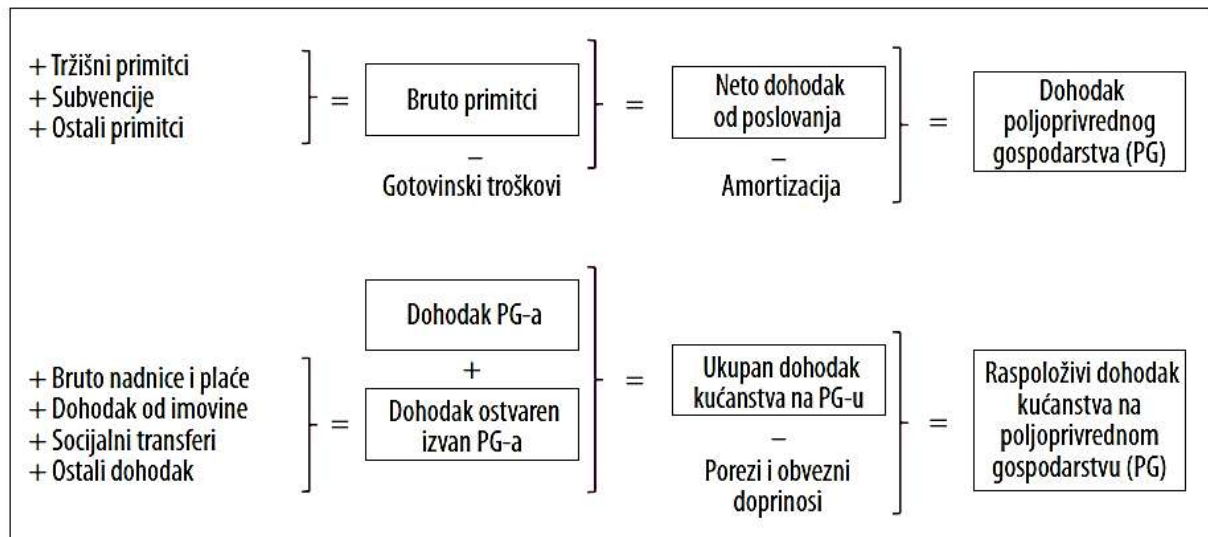 + Tržišni primitci
+ Subvencije
+ Ostali primitci
=
Bruto primitci
–
Gotovinski troškovi
=
Neto dohodak
od poslovanja
–
Amortizacija
=
Dohodak
poljoprivrednog
gospodarstva (PG)
+ Bruto nadnice i plaće
+ Dohodak od imovine
+ Socijalni transferi
+ Ostali dohodak
=
Dohodak PG-a
+
Dohodak ostvaren
izvan PG-a
=
Ukupan dohodak
kućanstva na PG-u
–
Porezi i obvezni
doprinosi
=
Raspoloživi dohodak
kućanstva na
poljoprivrednom
gospodarstvu (PG)